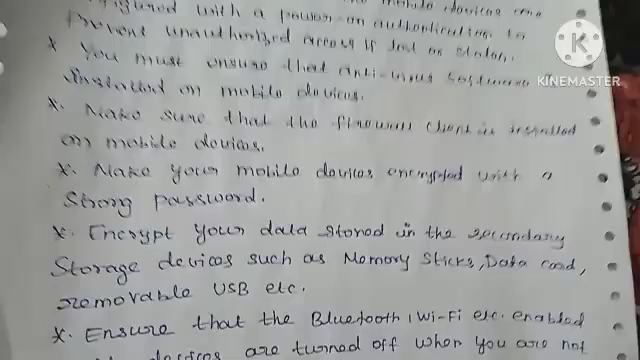 mobile devices are
with a power-on authentication to
prevent unauthorized access if lost or stolen.
* You must ensure that anti-virus software
installed on mobile devices.
*. Make sure that the firewall client is installed
on mobile devices.
*. Make your mobile devices encrypted with a
strong password.
*. Encrypt your data stored in the secondary
storage devices such as Memory sticks, Data card,
removable USB etc.
*. Ensure that the Bluetooth, Wi-Fi etc. enabled
devices are turned off when you are not
KINEMASTER